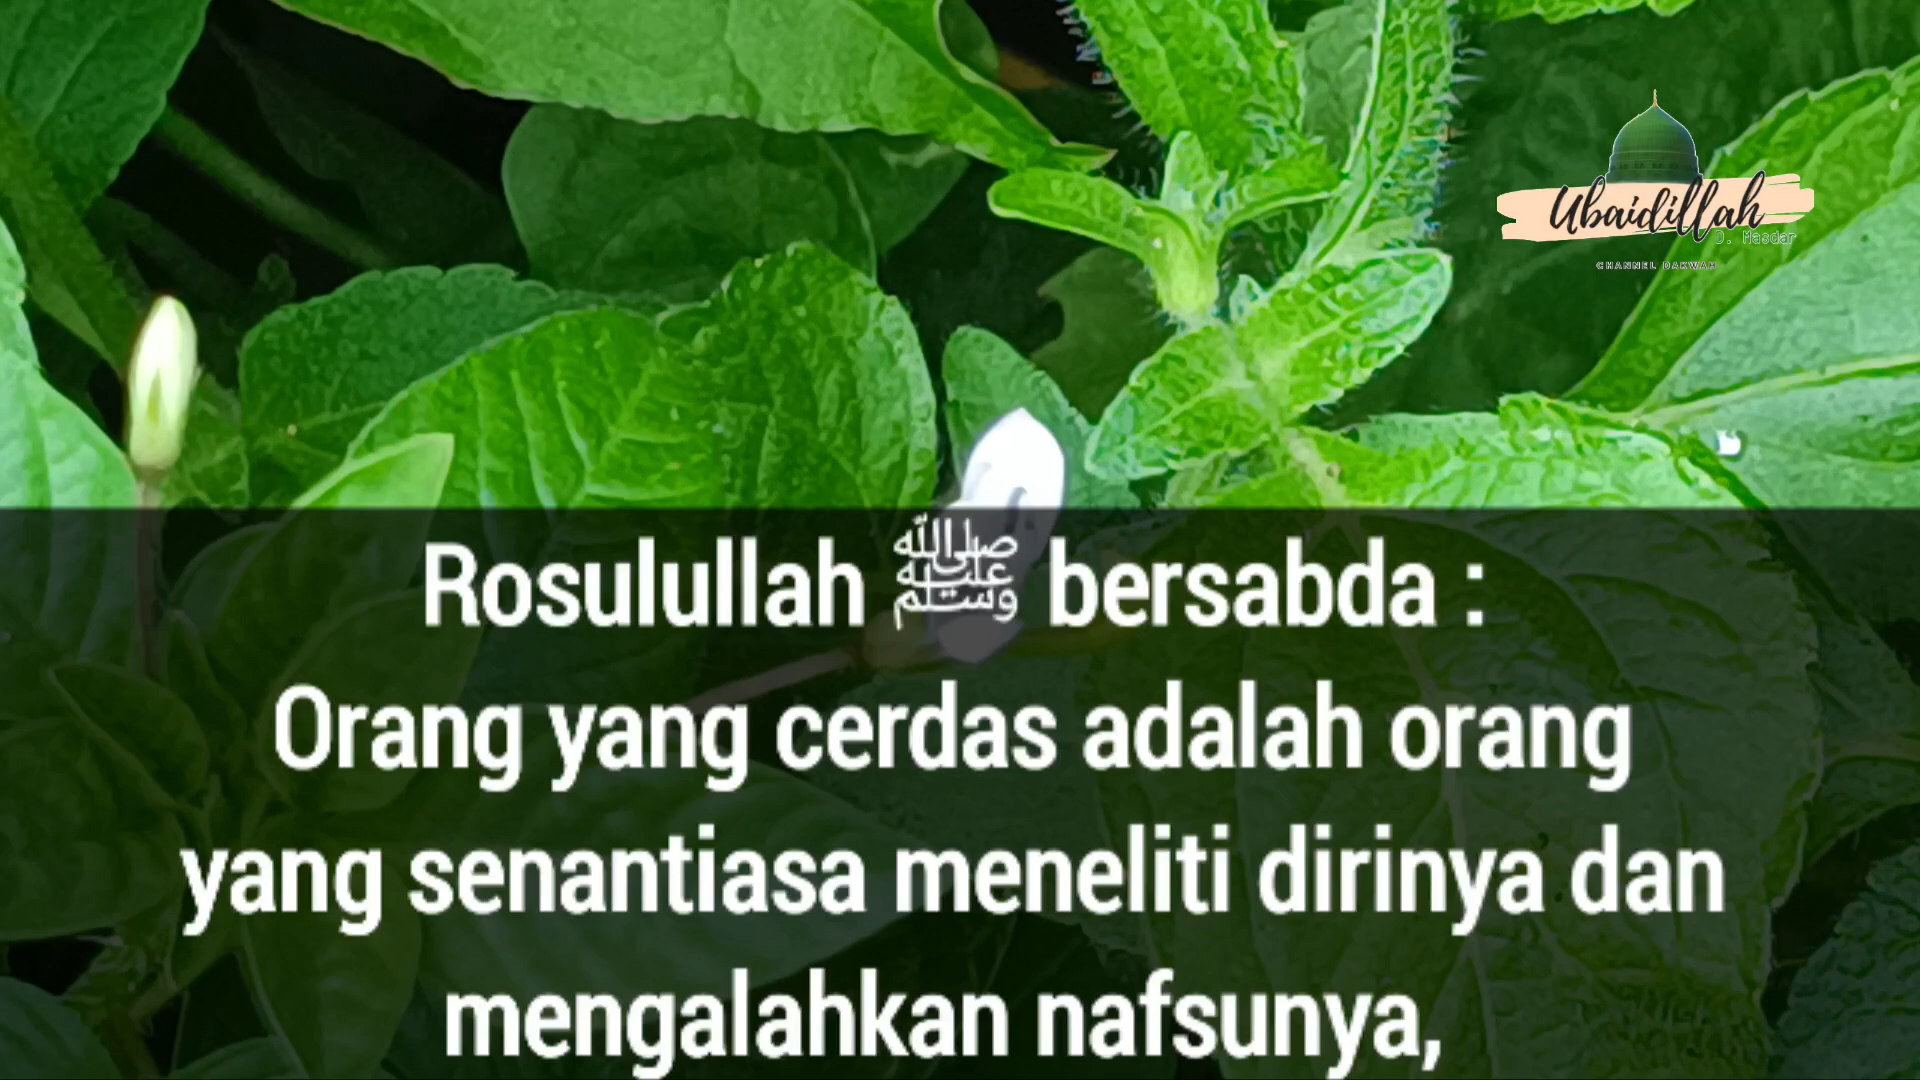 Ubaidillah
D. Masdar
CHANNEL DAKWAH
Rosulullah ﷺ bersabda :
Orang yang cerdas adalah orang
yang senantiasa meneliti dirinya dan
mengalahkan nafsunya,